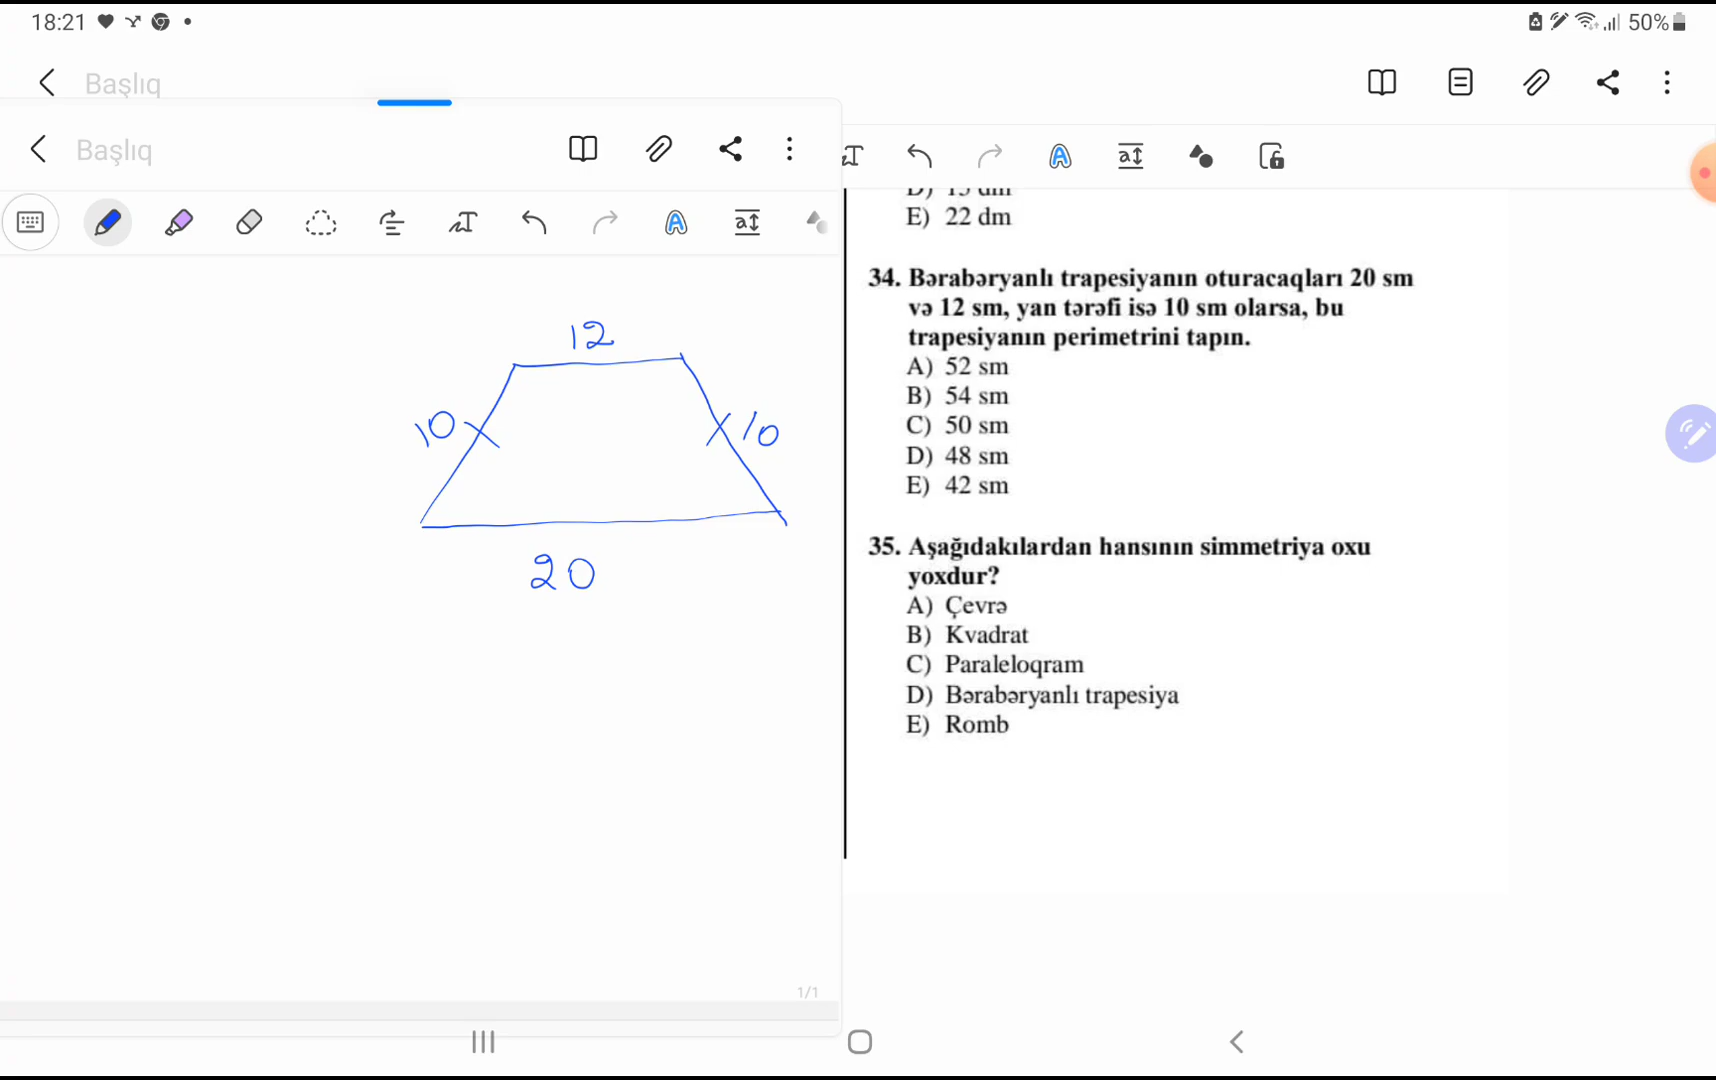 18:21
50%
Başlıq
Başlıq
12
10
10
20
1/1
E) 22 dm
34. Bərabəryanlı trapesiyanın oturacaqları 20 sm
və 12 sm, yan tərəfi isə 10 sm olarsa, bu
trapesiyanın perimetrini tapın.
A) 52 sm
B) 54 sm
C) 50 sm
D) 48 sm
E) 42 sm
35. Aşağıdakılardan hansının simmetriya oxu
yoxdur?
A) Çevrə
B) Kvadrat
C) Paraleloqram
D) Bərabəryanlı trapesiya
E) Romb